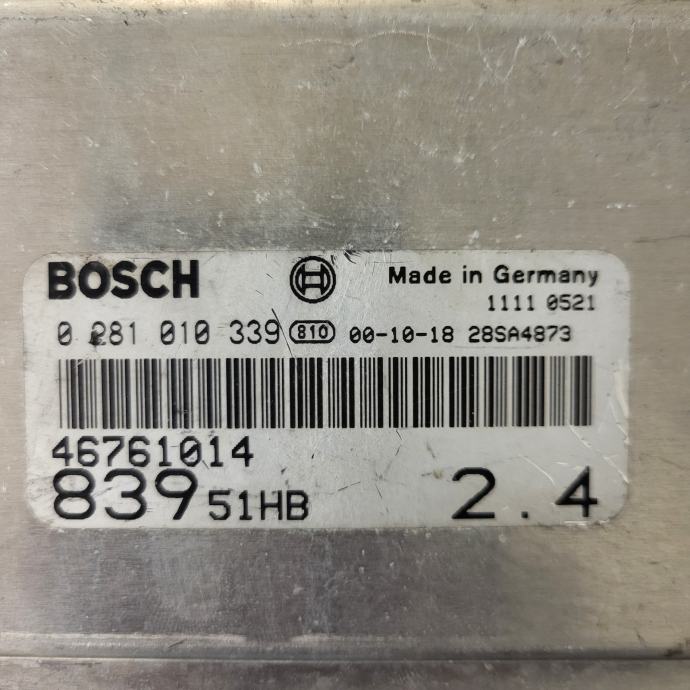 BOSCH Made in Germany
1111 0521
0 281 010 339 810 00-10-18 28SA4873
46761014
839 51HB 2.4